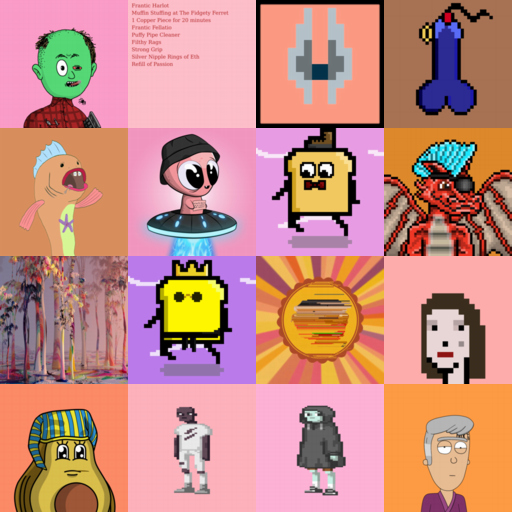 Frantic Harlot
Muffin Stuffing at The Fidgety Ferret
1 Copper Piece for 20 minutes
Frantic Fellatio
Puffy Pipe Cleaner
Filthy Rags
Strong Grip
Silver Nipple Rings of Eth
Refill of Passion